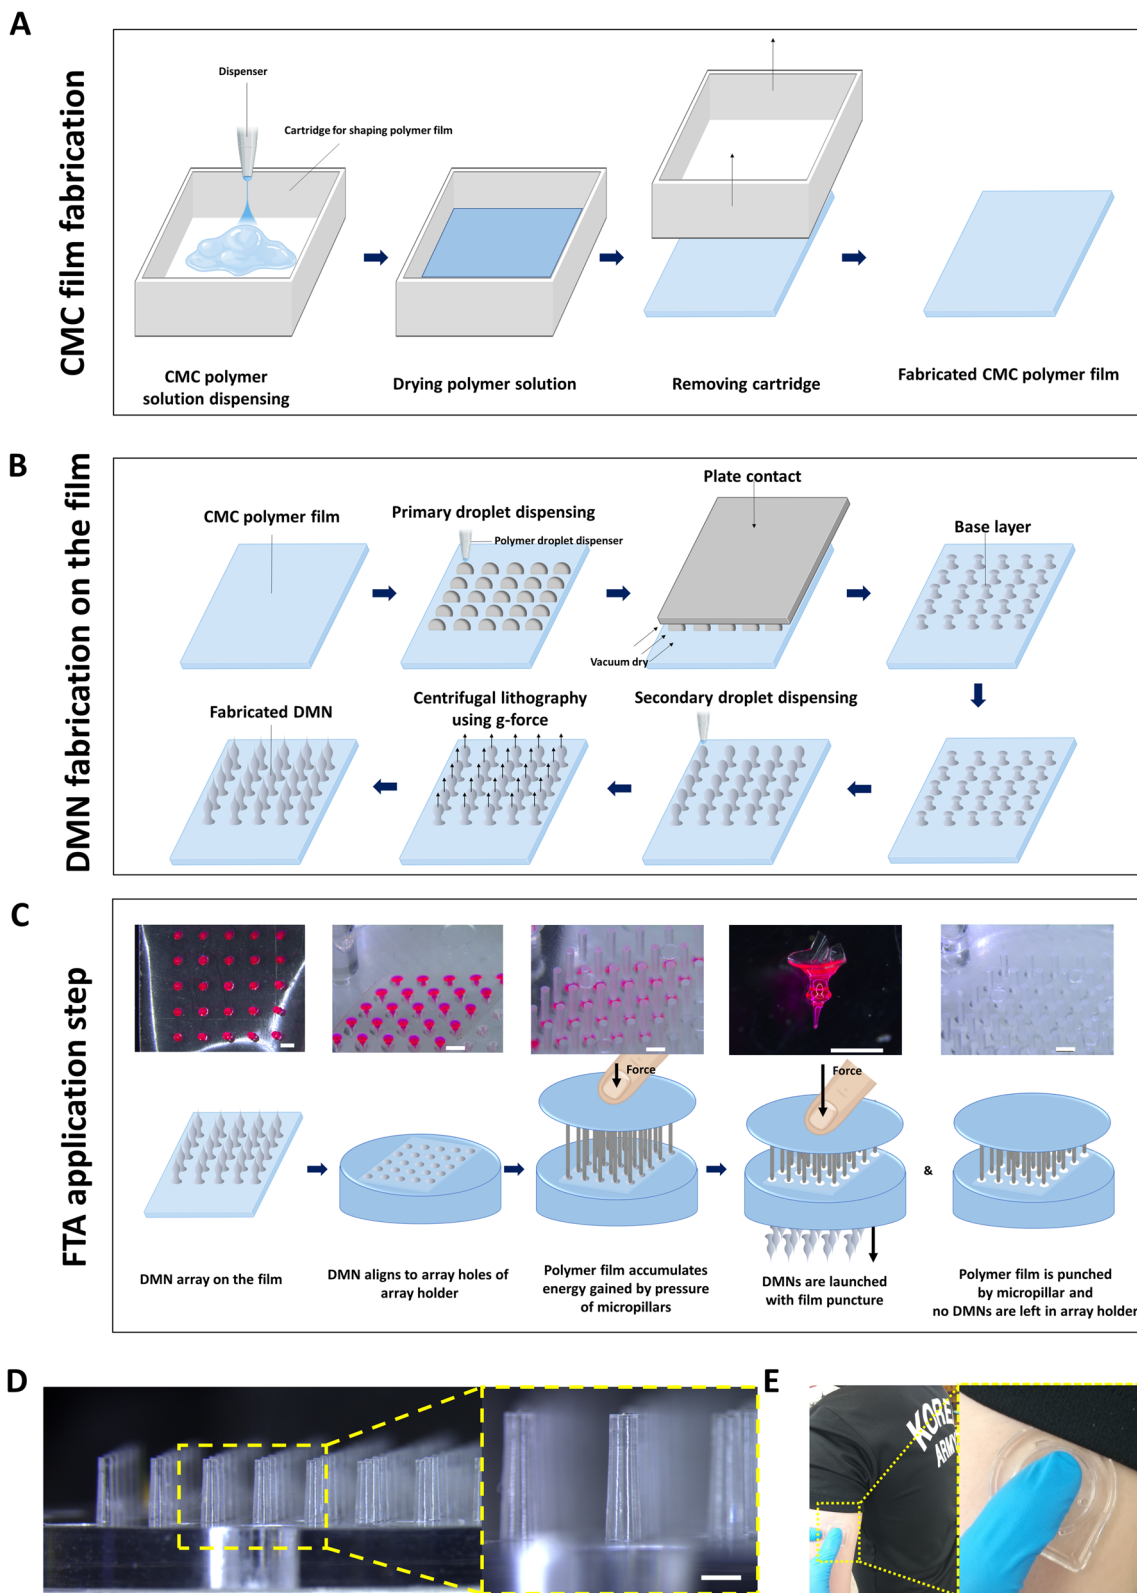 A
CMC film fabrication
Dispenser
Cartridge for shaping polymer film
CMC polymer
solution dispensing
Drying polymer solution
Removing cartridge
Fabricated CMC polymer film
B
DMN fabrication on the film
CMC polymer film
Primary droplet dispensing
Polymer droplet dispenser
Plate contact
Vacuum dry
Base layer
Fabricated DMN
Centrifugal lithography
using g-force
Secondary droplet dispensing
C
FTA application step
Force
Force
&
DMN array on the film
DMN aligns to array holes of
array holder
Polymer film accumulates
energy gained by pressure
of micropillars
DMNs are launched
with film puncture
Polymer film is punched
by micropillar and
no DMNs are left in array holder
D
E
KORE
ARMY